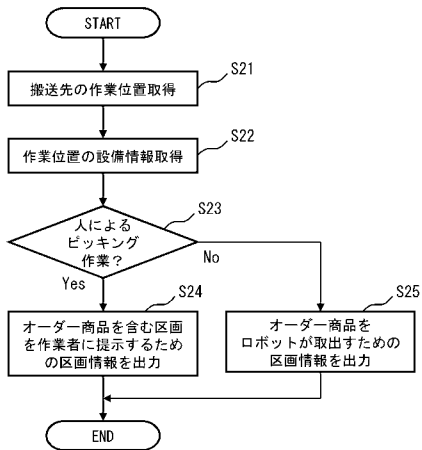 START
S21
搬送先の作業位置取得
S22
作業位置の設備情報取得
S23
人による
ピッキング
作業？
No
Yes
S24
オーダー商品を含む区画
を作業者に提示するため
の区画情報を出力
S25
オーダー商品を
ロボットが取出すための
区画情報を出力
END